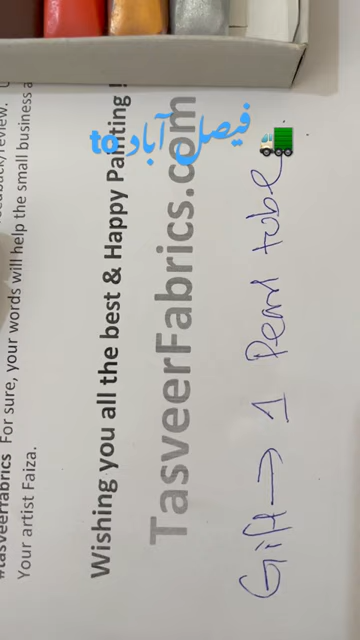 #tasveerfabrics For sure, your words will help the small business a
Your artist Faiza.
Wishing you all the best & Happy Painting !
TasveerFabrics.com
Gift → 1 Pearl tube
فیصل آباد to